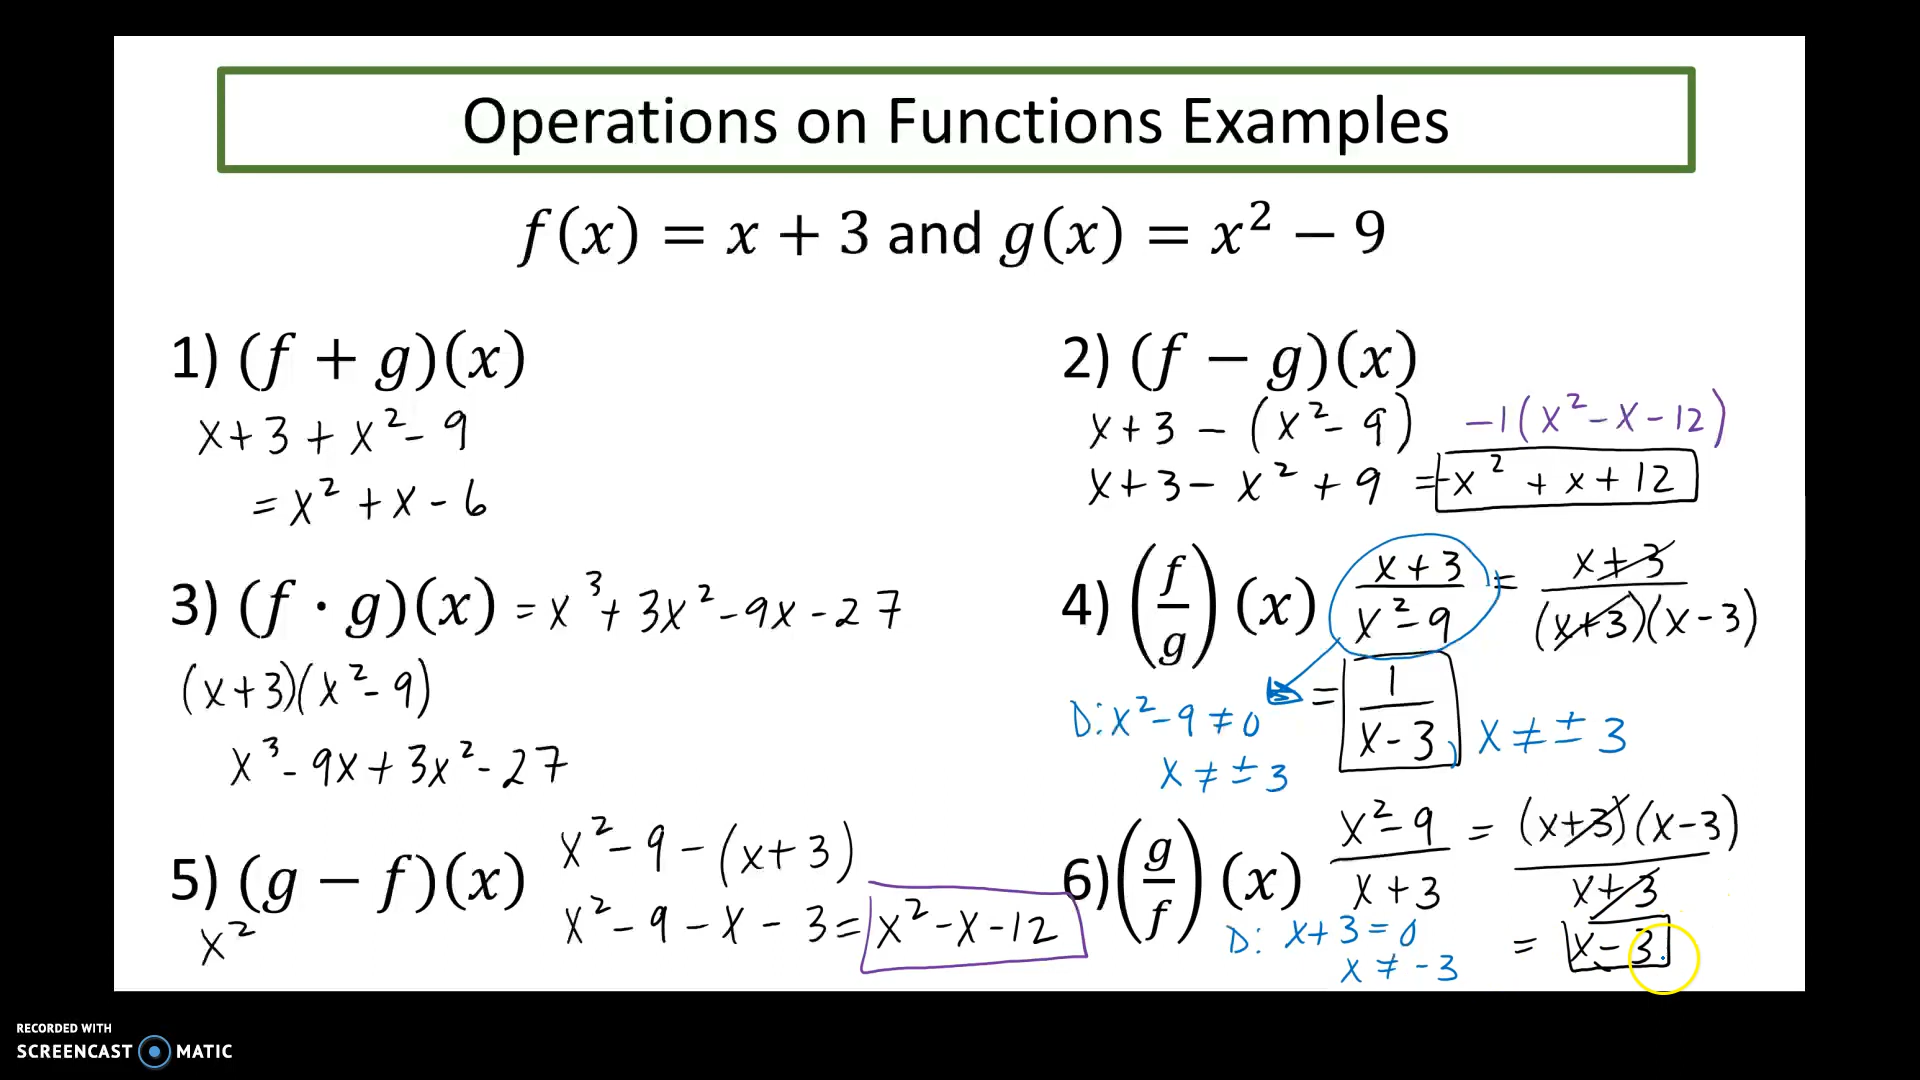 Operations on Functions Examples
f(x) = x + 3 and g(x) = x² − 9
1) (f + g)(x)
x+3 + x²- 9
= x² + x - 6
2) (f − g)(x)
x+3 - (x²- 9)
-1(x²-x-12)
x+3- x² + 9 = -x² + x + 12
3) (f · g)(x) = x³+ 3x²-9x-27
(x+3)(x²-9)
x³- 9x+3x²-27
4) (f/g)(x) (x+3)/(x²-9) = (x+3)/((x+3)(x-3))
= 1/(x-3), x ≠ ± 3
D: x²-9 ≠ 0
x ≠ ± 3
5) (g − f)(x) x²-9-(x+3)
x²
x²-9-x-3 = x²-x-12
6) (g/f)(x) (x²-9)/(x+3) = ((x+3)(x-3))/(x+3)
D: x+3=0
x ≠ -3
= x-3
RECORDED WITH
SCREENCAST MATIC